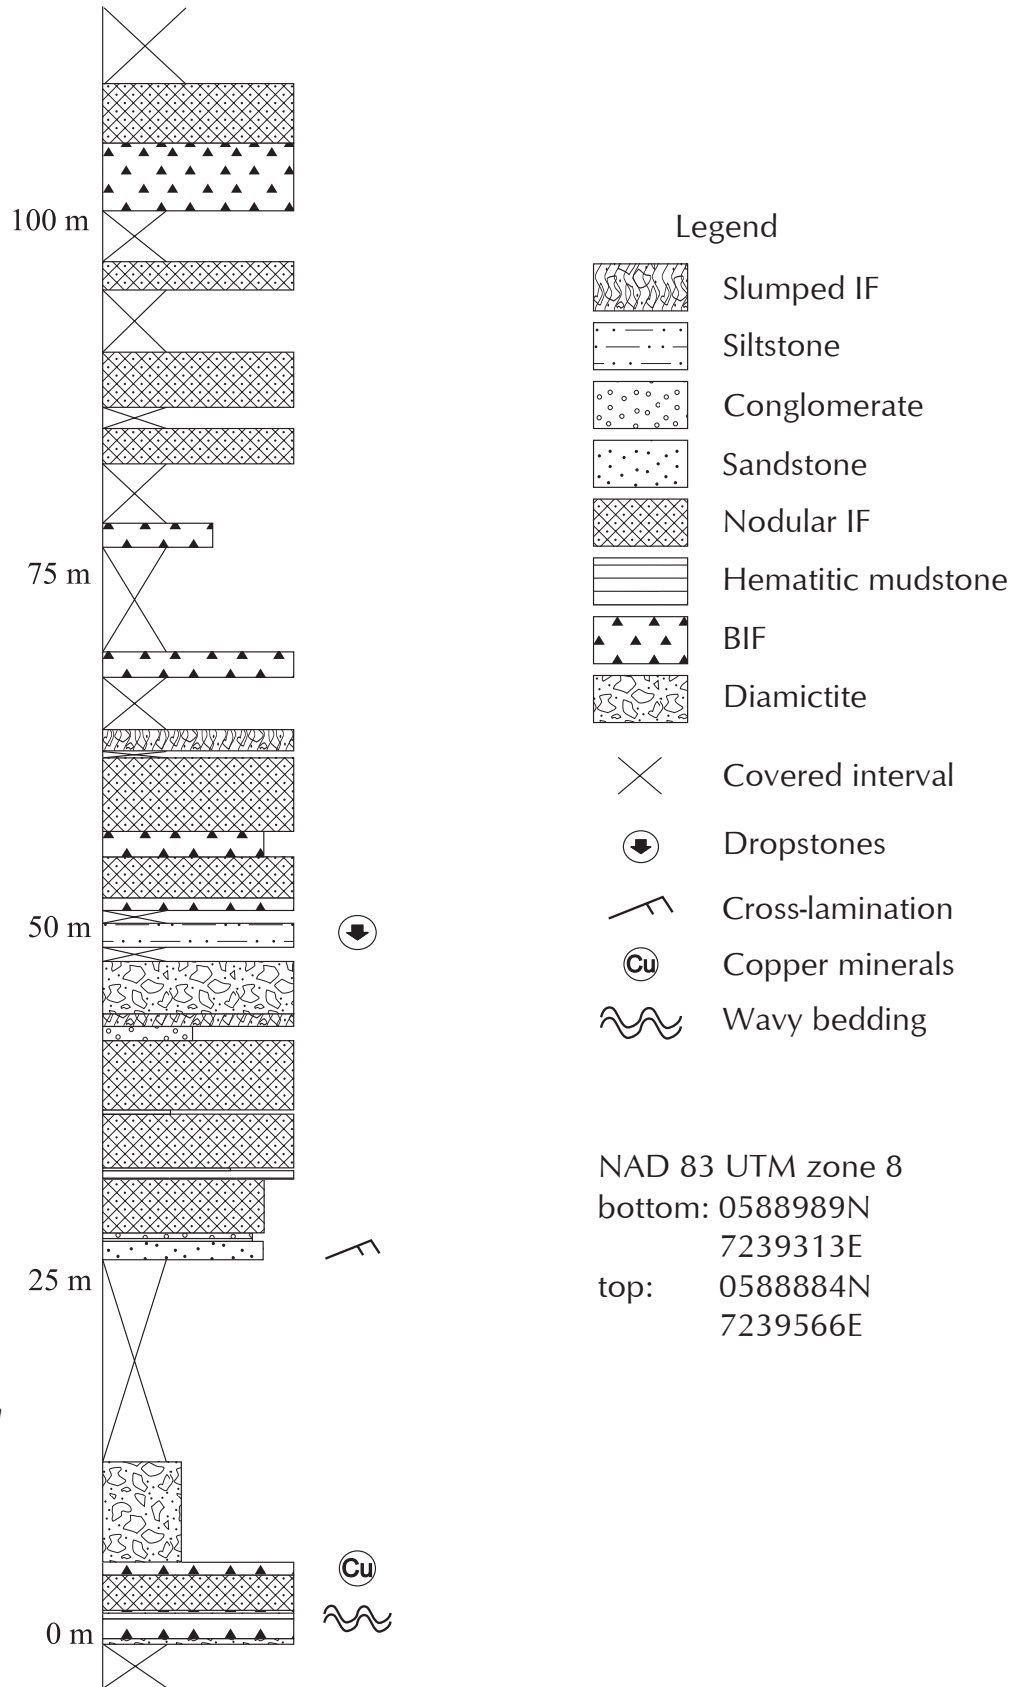 100 m
75 m
50 m
25 m
0 m
Cu
Legend
Slumped IF
Siltstone
Conglomerate
Sandstone
Nodular IF
Hematitic mudstone
BIF
Diamictite
Covered interval
Dropstones
Cross-lamination
Cu Copper minerals
Wavy bedding
NAD 83 UTM zone 8
bottom: 0588989N
7239313E
top: 0588884N
7239566E